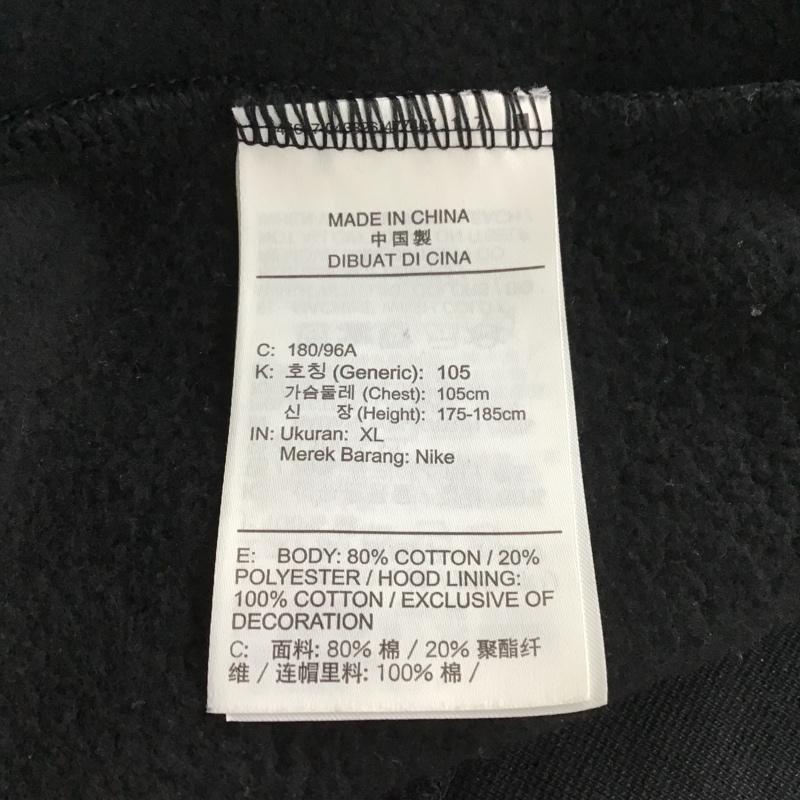 MADE IN CHINA
中国製
DIBUAT DI CINA
C: 180/96A
K: 호칭 (Generic): 105
가슴둘레 (Chest): 105cm
신 장 (Height): 175-185cm
IN: Ukuran: XL
Merek Barang: Nike
E: BODY: 80% COTTON / 20%
POLYESTER / HOOD LINING:
100% COTTON / EXCLUSIVE OF
DECORATION
C: 面料: 80% 棉 / 20% 聚酯纤
维 / 连帽里料: 100% 棉 /